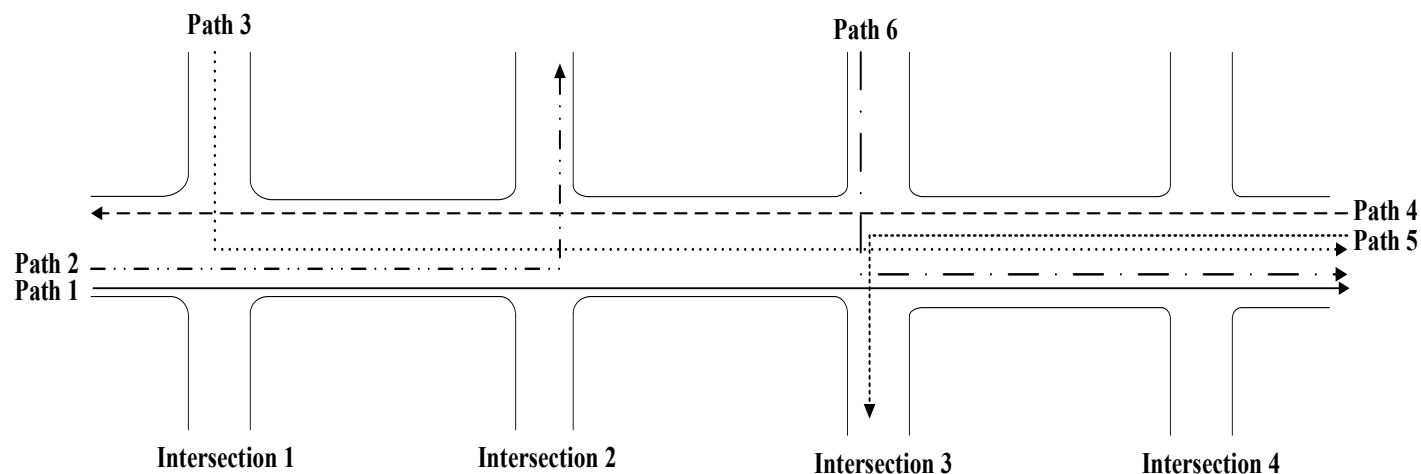 Path 3
Path 6
Path 4
Path 5
Path 2
Path 1
Intersection 1
Intersection 2
Intersection 3
Intersection 4